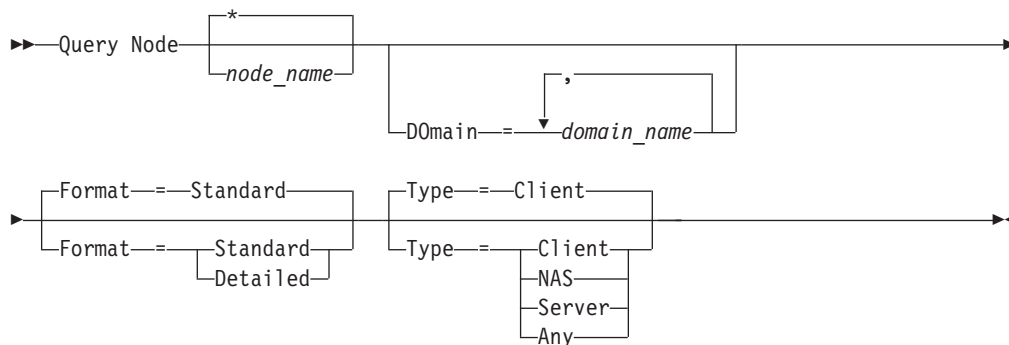 *
Query Node
node_name
,
DOmain = domain_name
Format = Standard Type = Client
Format = Standard Type = Client
Detailed NAS
Server
Any